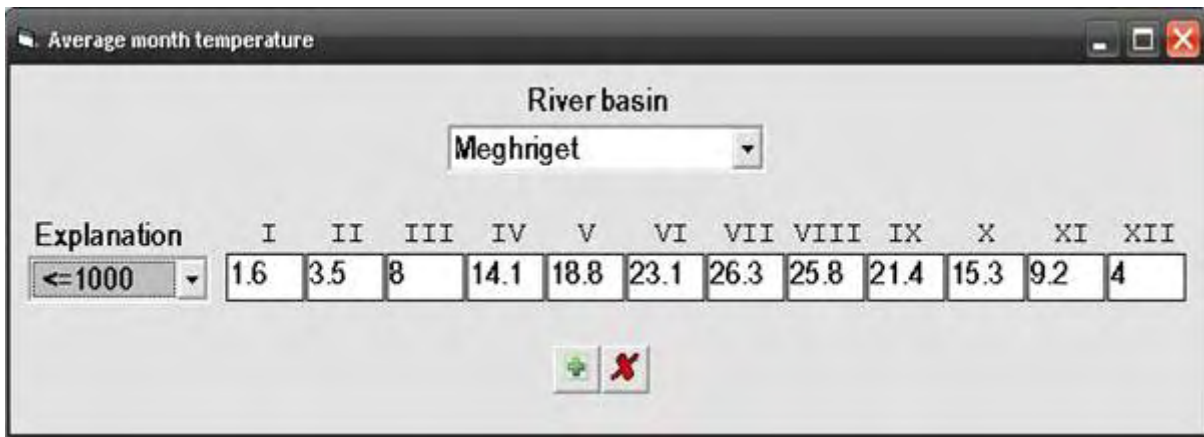 Average month temperature
River basin
Meghriget
Explanation I II III IV V VI VII VIII IX X XI XII
<=1000 1.6 3.5 8 14.1 18.8 23.1 26.3 25.8 21.4 15.3 9.2 4